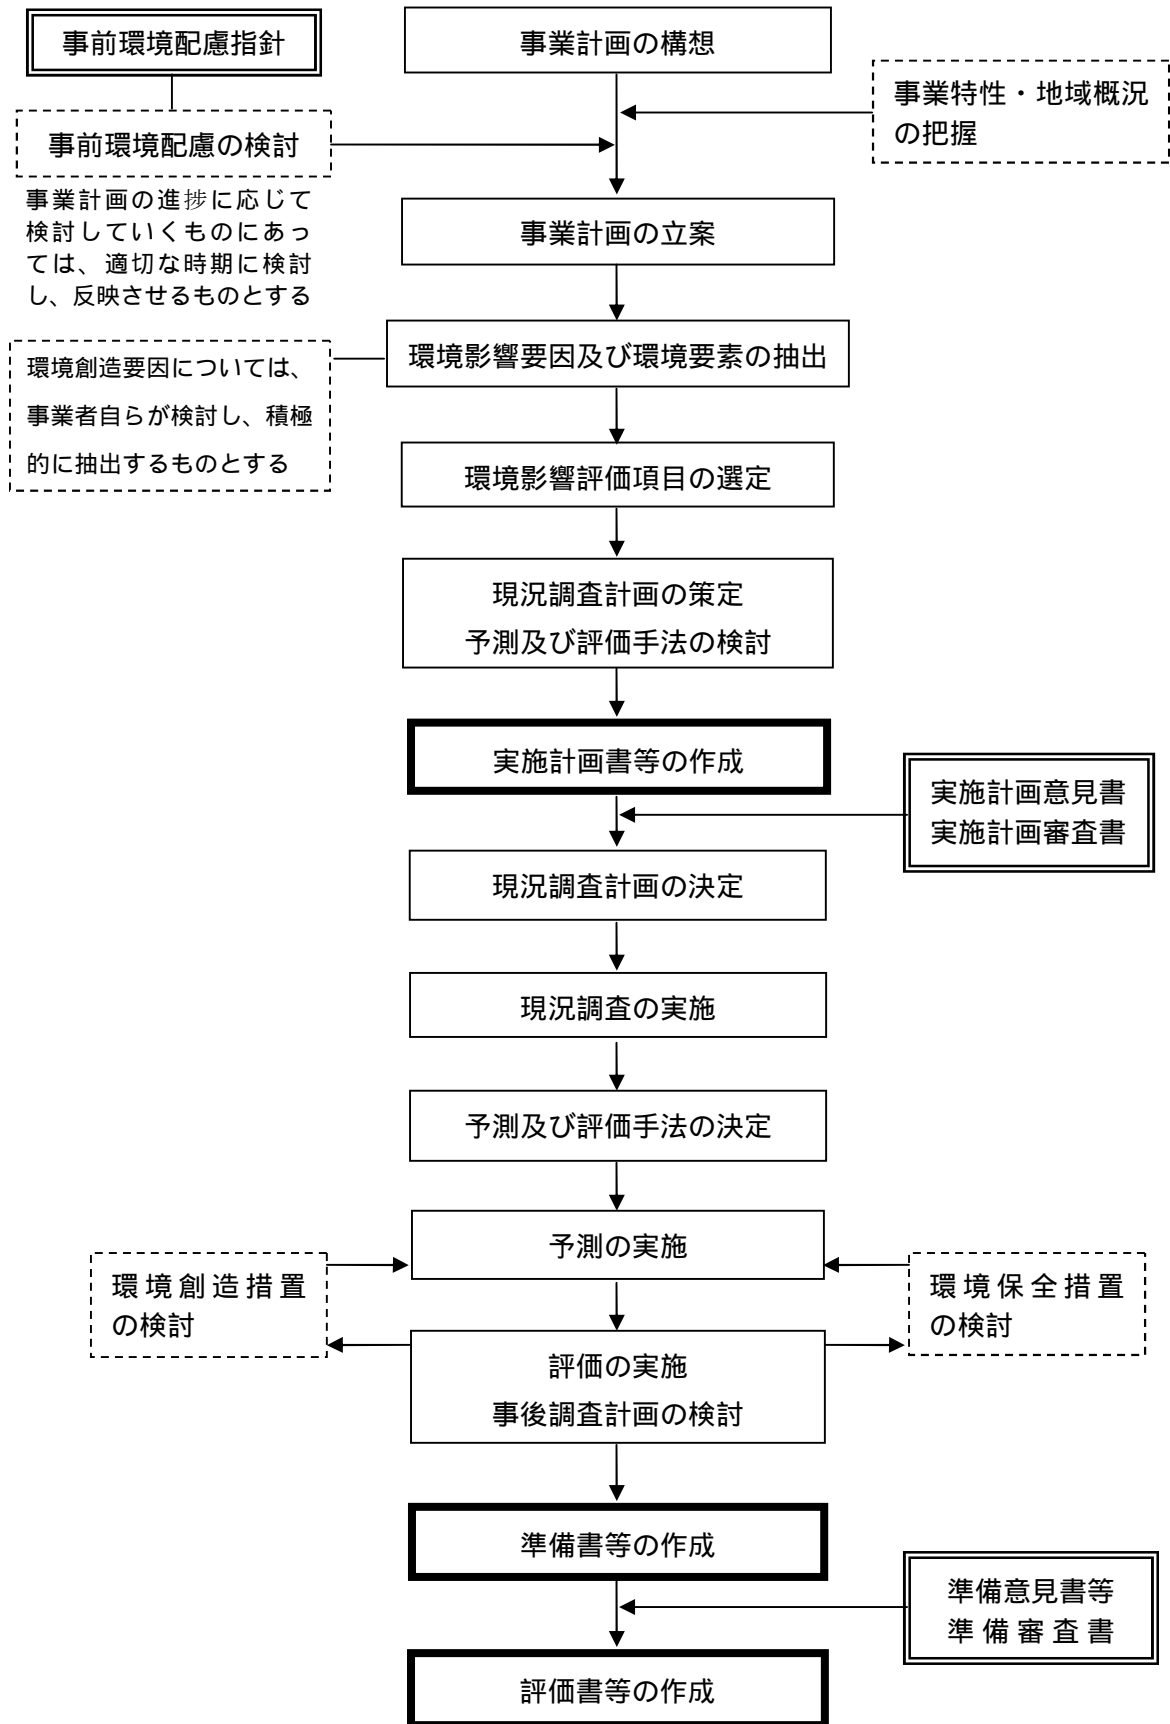 事前環境配慮指針
事業計画の構想
事業特性・地域概況
の把握
事前環境配慮の検討
事業計画の進捗に応じて
検討していくものにあっ
ては、適切な時期に検討
し、反映させるものとする
事業計画の立案
環境影響要因及び環境要素の抽出
環境創造要因については、
事業者自らが検討し、積極
的に抽出するものとする
環境影響評価項目の選定
現況調査計画の策定
予測及び評価手法の検討
実施計画書等の作成
実施計画意見書
実施計画審査書
現況調査計画の決定
現況調査の実施
予測及び評価手法の決定
予測の実施
環境創造措置
の検討
環境保全措置
の検討
評価の実施
事後調査計画の検討
準備書等の作成
準備意見書等
準備審査書
評価書等の作成